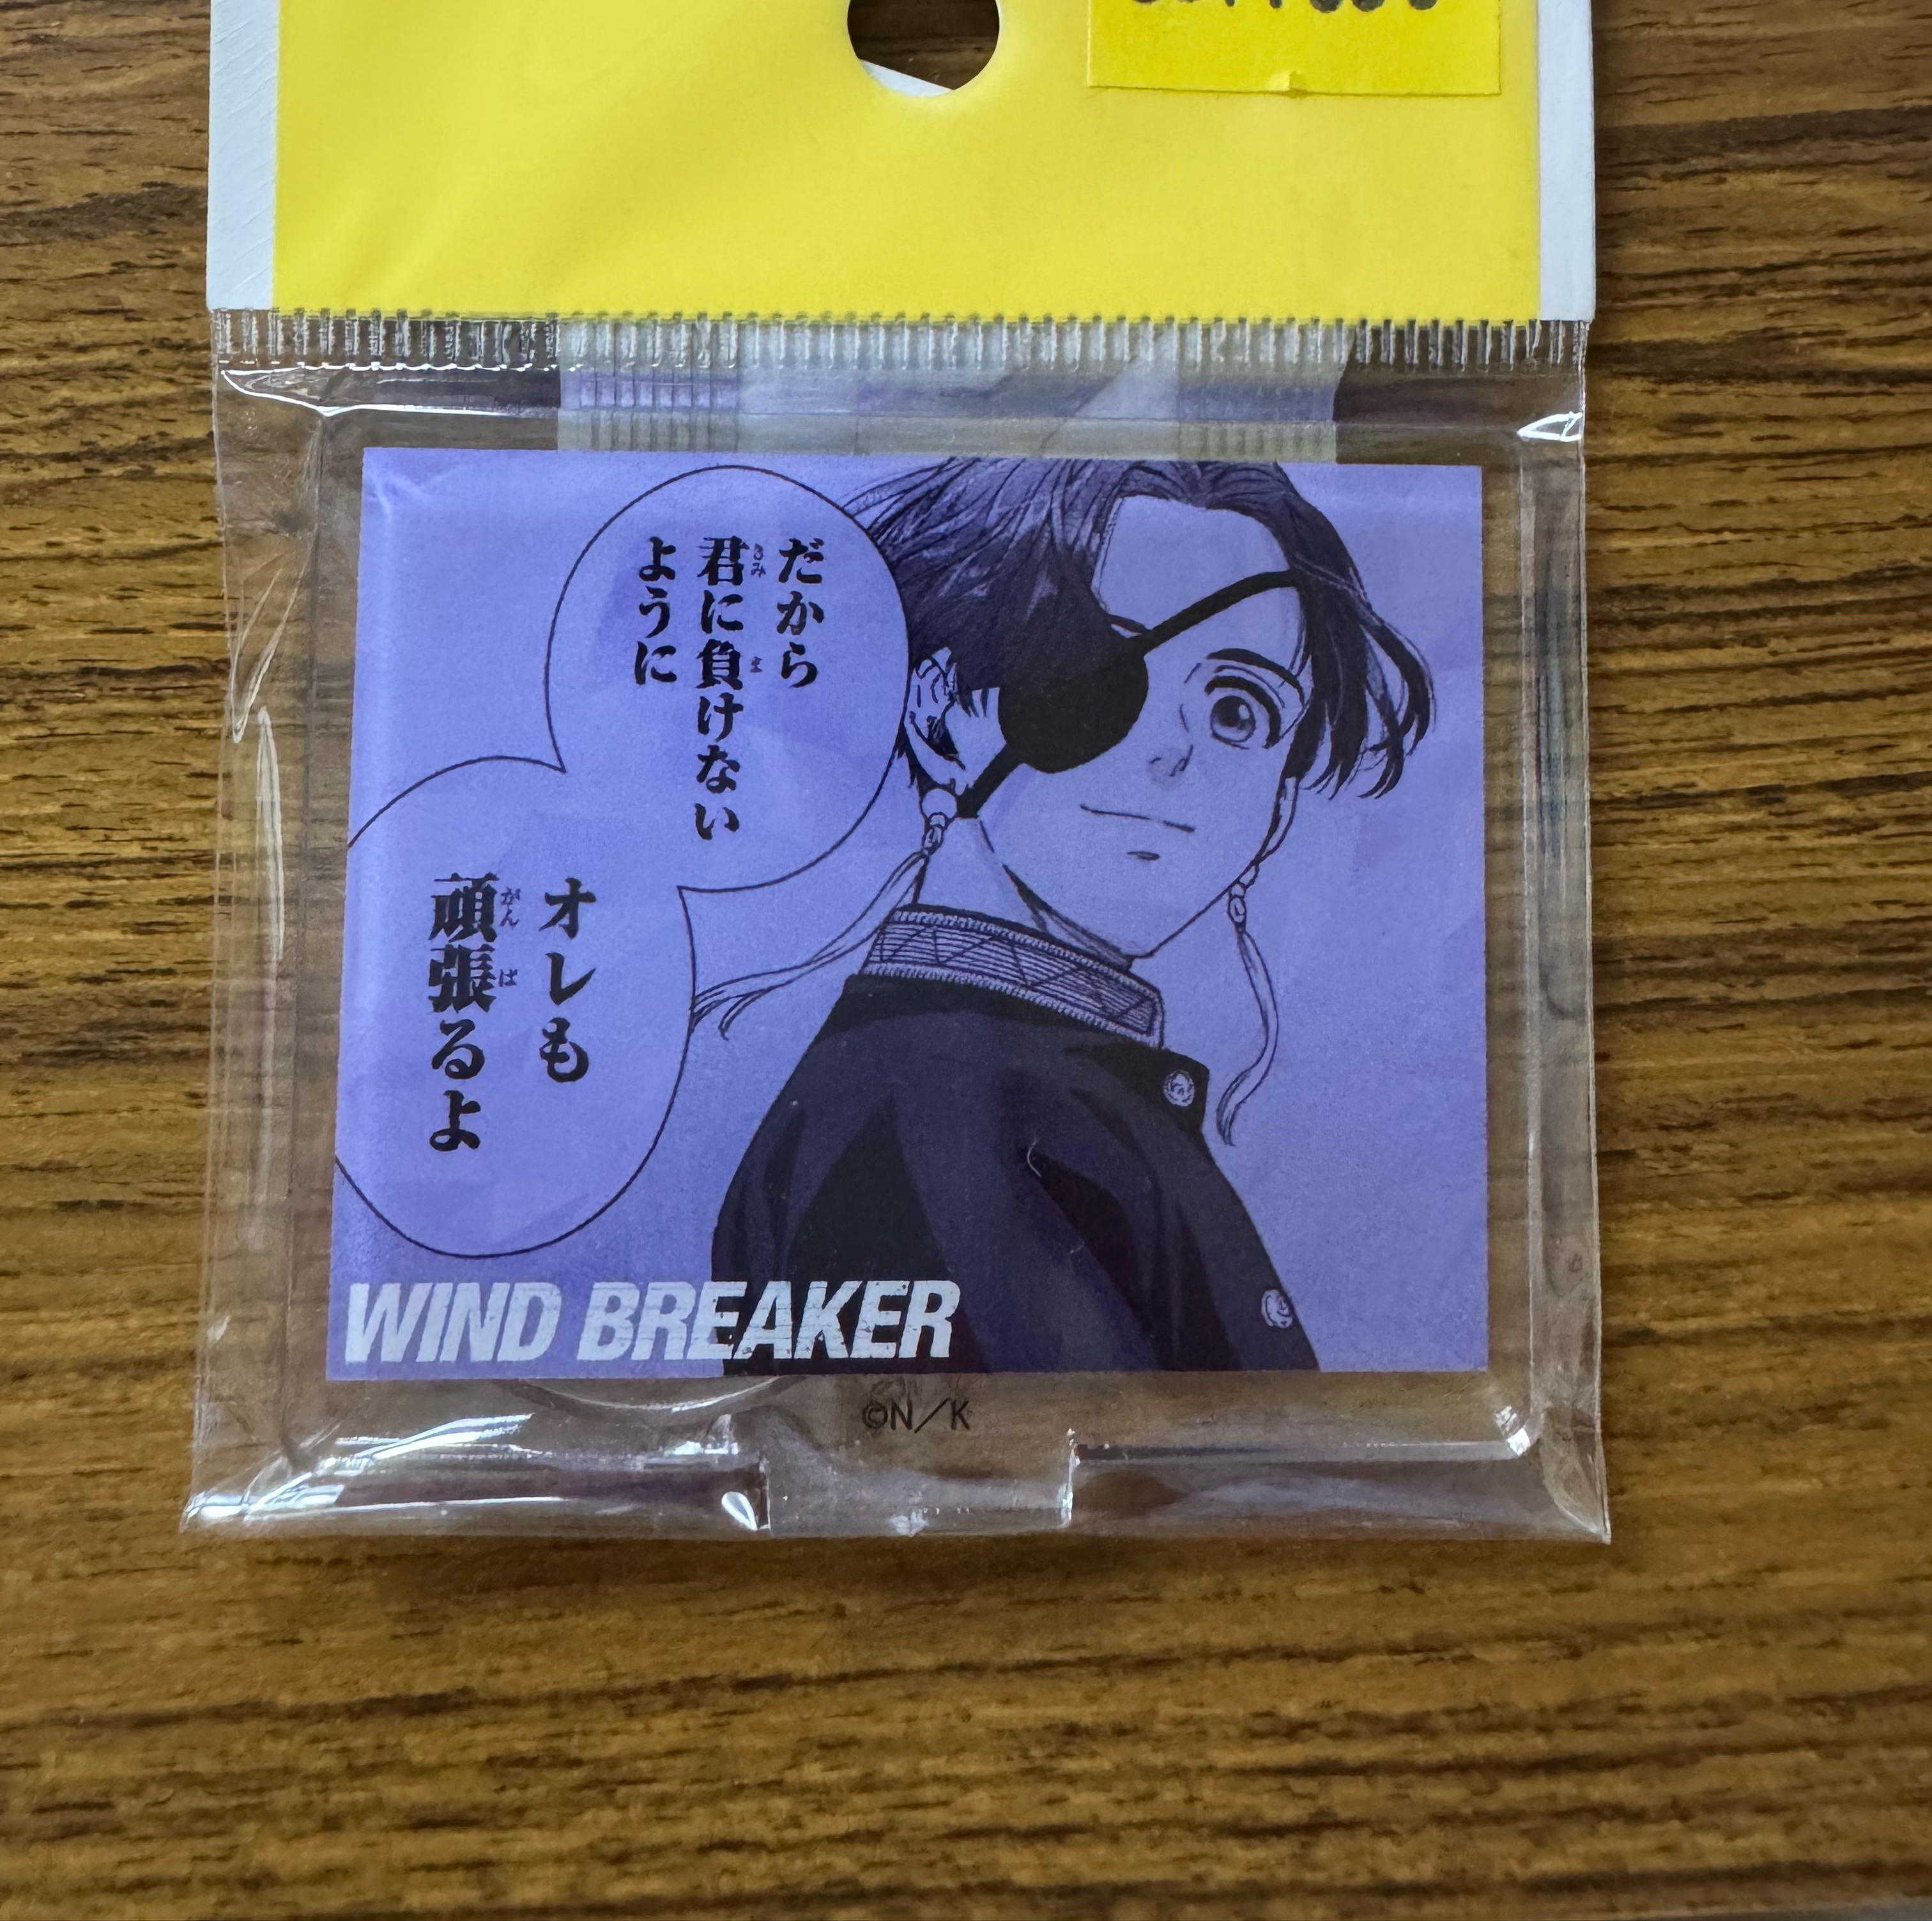 だから
君に負けない
ように
オレも
頑張るよ
WIND BREAKER
©N/K